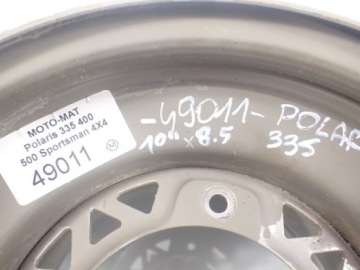 MOTO-MAT
Polaris 335 400
500 Sportsman 4X4
49011
M
-49011- POLAR
10" x 8.5 335